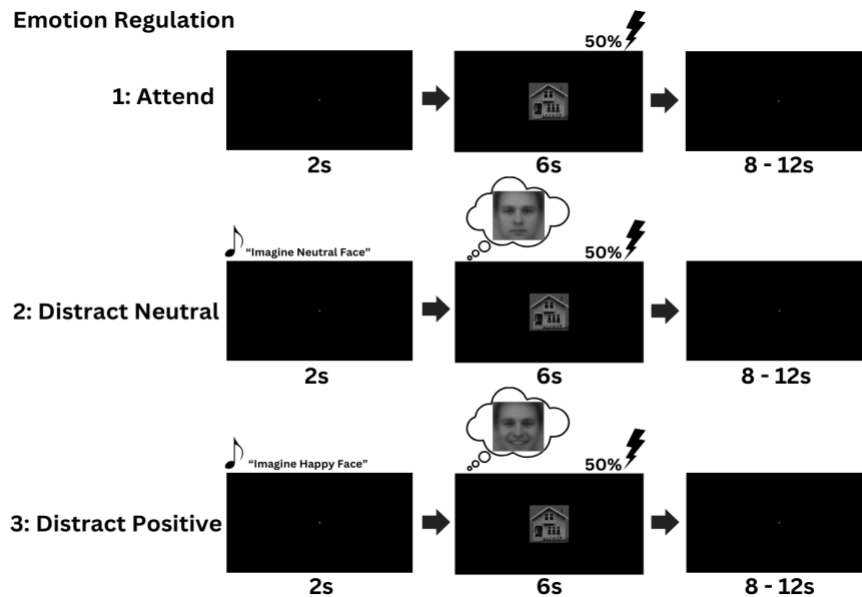 Emotion Regulation
50%
1: Attend
2s
6s
8 - 12s
"Imagine Neutral Face"
50%
2: Distract Neutral
2s
6s
8 - 12s
"Imagine Happy Face"
50%
3: Distract Positive
2s
6s
8 - 12s